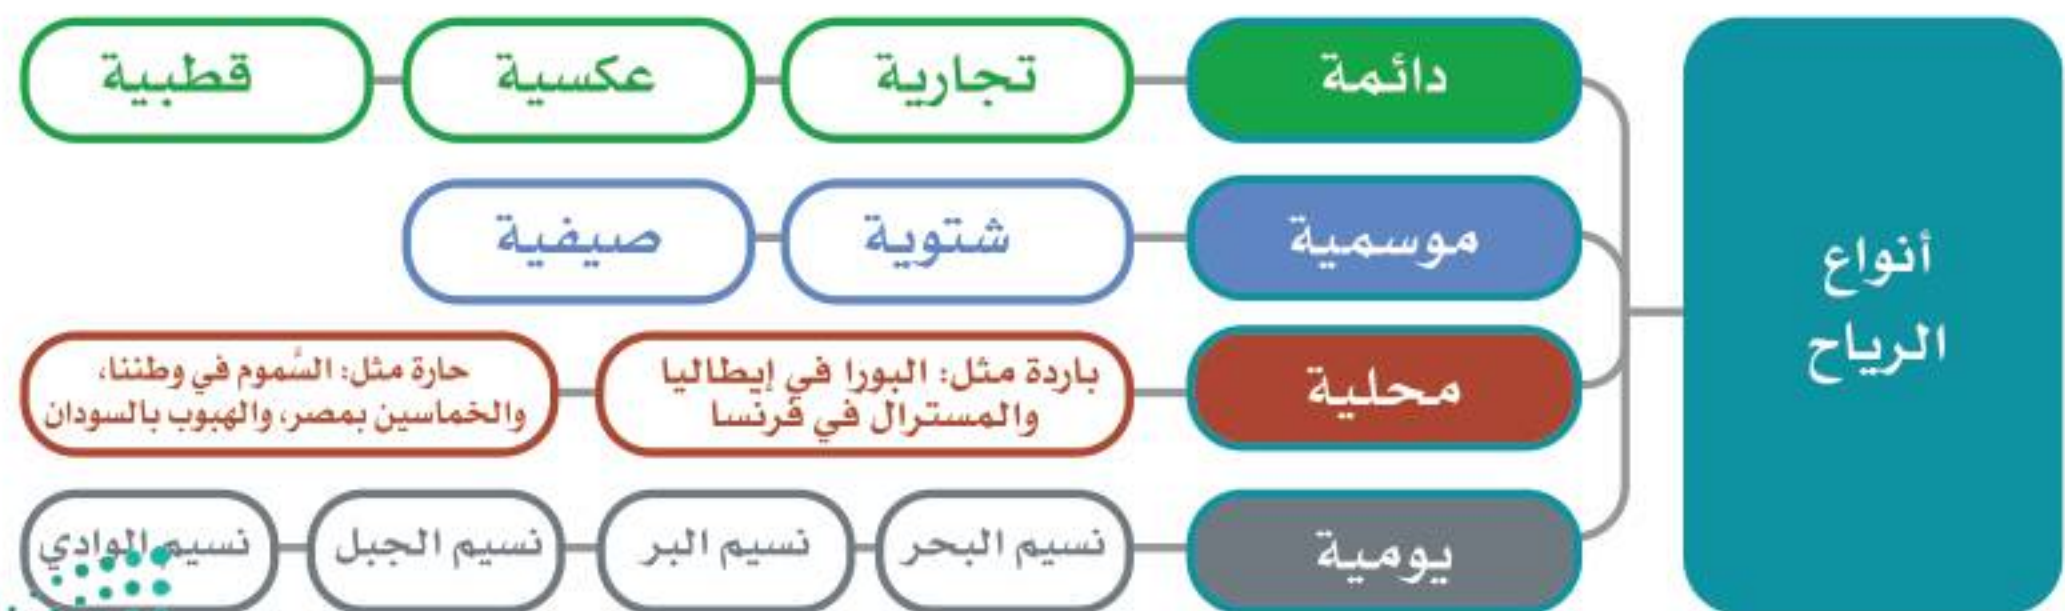 أنواع
الرياح
دائمة
تجارية
عكسية
قطبية
موسمية
شتوية
صيفية
محلية
باردة مثل: البورا في إيطاليا
والمسترال في فرنسا
حارة مثل: السَّموم في وطننا،
والخماسين بمصر، والهبوب بالسودان
يومية
نسيم البحر
نسيم البر
نسيم الجبل
نسيم الوادي